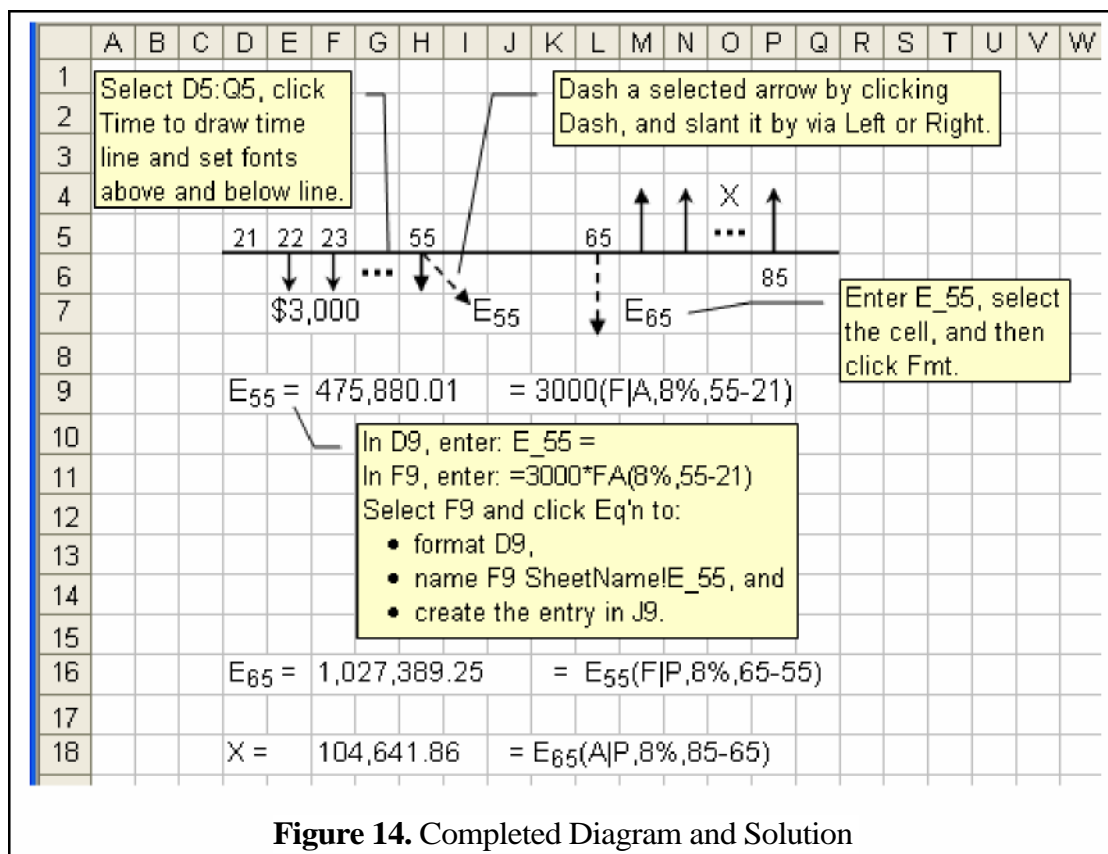 A B C D E F G H I J K L M N O P Q R S T U V W
1
2
3
4
5
6
7
8
9
10
11
12
13
14
15
16
17
18
Select D5:Q5, click
Time to draw time
line and set fonts
above and below line.
Dash a selected arrow by clicking
Dash, and slant it by via Left or Right.
X
21 22 23 ... 55 65 ...
85
$3,000 E55 E65
Enter E_55, select
the cell, and then
click Fmt.
E55 = 475,880.01 = 3000(F|A,8%,55-21)
In D9, enter: E_55 =
In F9, enter: =3000*FA(8%,55-21)
Select F9 and click Eq'n to:
• format D9,
• name F9 SheetName!E_55, and
• create the entry in J9.
E65 = 1,027,389.25 = E55(F|P,8%,65-55)
X = 104,641.86 = E65(A|P,8%,85-65)
Figure 14. Completed Diagram and Solution